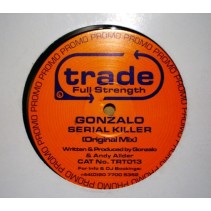 PROMO PROMO PROMO PROMO PROMO PROMO
trade
Full Strength
GONZALO
SERIAL KILLER
(Original Mix)
Written & Produced by Gonzalo
& Andy Alder
CAT No. TRT013
For Info & DJ Bookings